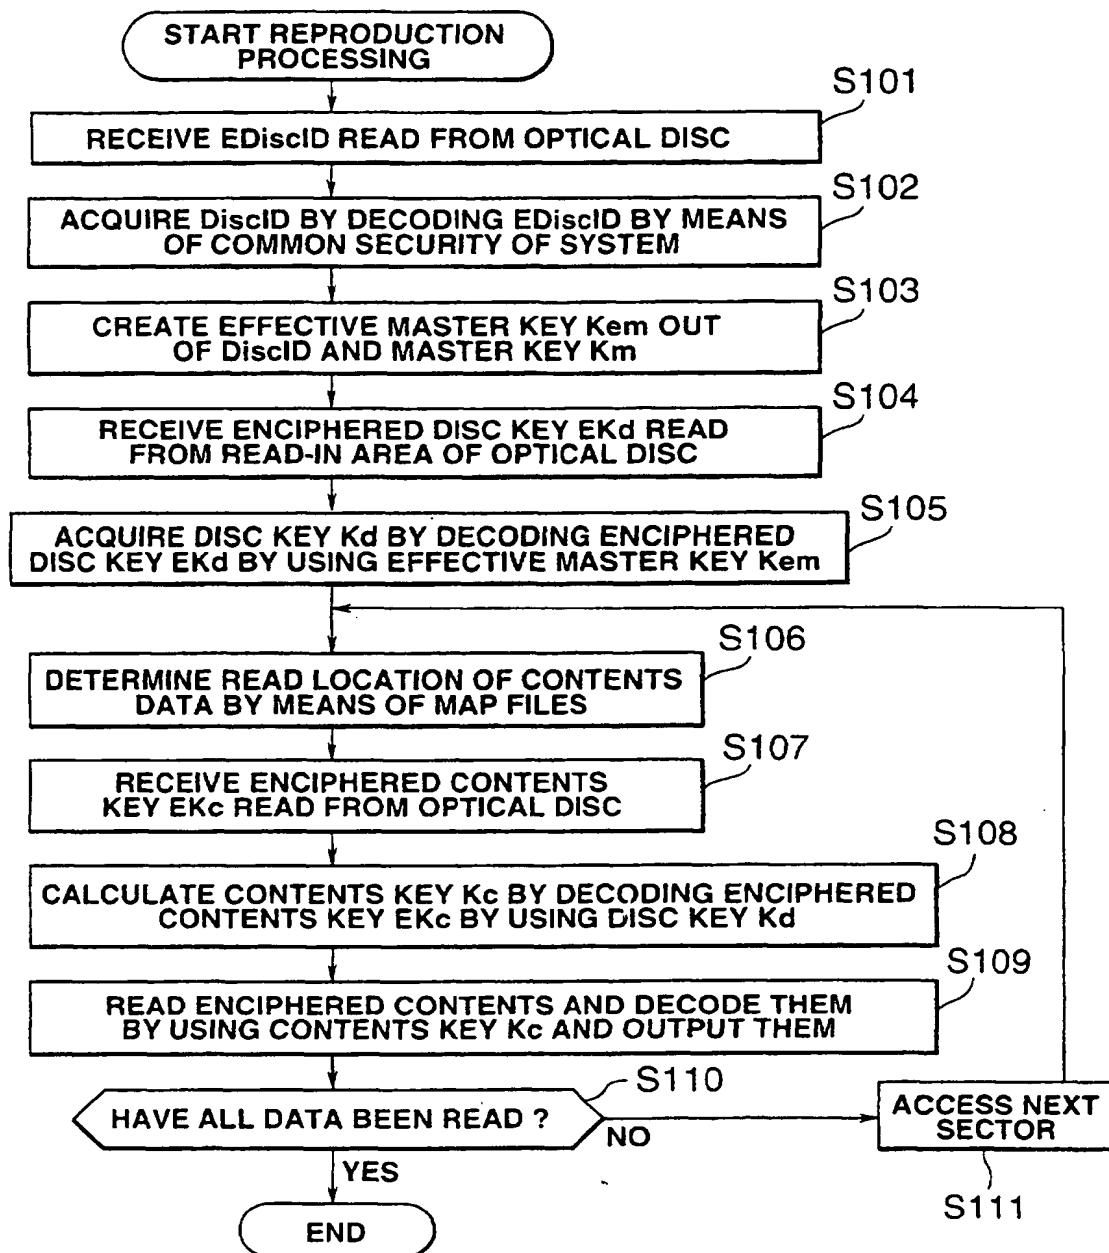 START REPRODUCTION
PROCESSING
S101
RECEIVE EDiscID READ FROM OPTICAL DISC
S102
ACQUIRE DiscID BY DECODING EDiscID BY MEANS
OF COMMON SECURITY OF SYSTEM
S103
CREATE EFFECTIVE MASTER KEY Kem OUT
OF DiscID AND MASTER KEY Km
S104
RECEIVE ENCIPHERED DISC KEY EKd READ
FROM READ-IN AREA OF OPTICAL DISC
S105
ACQUIRE DISC KEY Kd BY DECODING ENCIPHERED
DISC KEY EKd BY USING EFFECTIVE MASTER KEY Kem
S106
DETERMINE READ LOCATION OF CONTENTS
DATA BY MEANS OF MAP FILES
S107
RECEIVE ENCIPHERED CONTENTS
KEY EKc READ FROM OPTICAL DISC
S108
CALCULATE CONTENTS KEY Kc BY DECODING ENCIPHERED
CONTENTS KEY EKc BY USING DISC KEY Kd
S109
READ ENCIPHERED CONTENTS AND DECODE THEM
BY USING CONTENTS KEY Kc AND OUTPUT THEM
S110
HAVE ALL DATA BEEN READ ?
NO
ACCESS NEXT
SECTOR
S111
YES
END